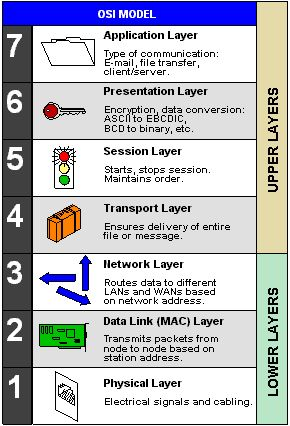 OSI MODEL
7
Application Layer
Type of communication:
E-mail, file transfer,
client/server.
6
Presentation Layer
Encryption, data conversion:
ASCII to EBCDIC,
BCD to binary, etc.
5
Session Layer
Starts, stops session.
Maintains order.
4
Transport Layer
Ensures delivery of entire
file or message.
UPPER LAYERS
3
Network Layer
Routes data to different
LANs and WANs based
on network address.
2
Data Link (MAC) Layer
Transmits packets from
node to node based on
station address.
1
Physical Layer
Electrical signals and cabling.
LOWER LAYERS